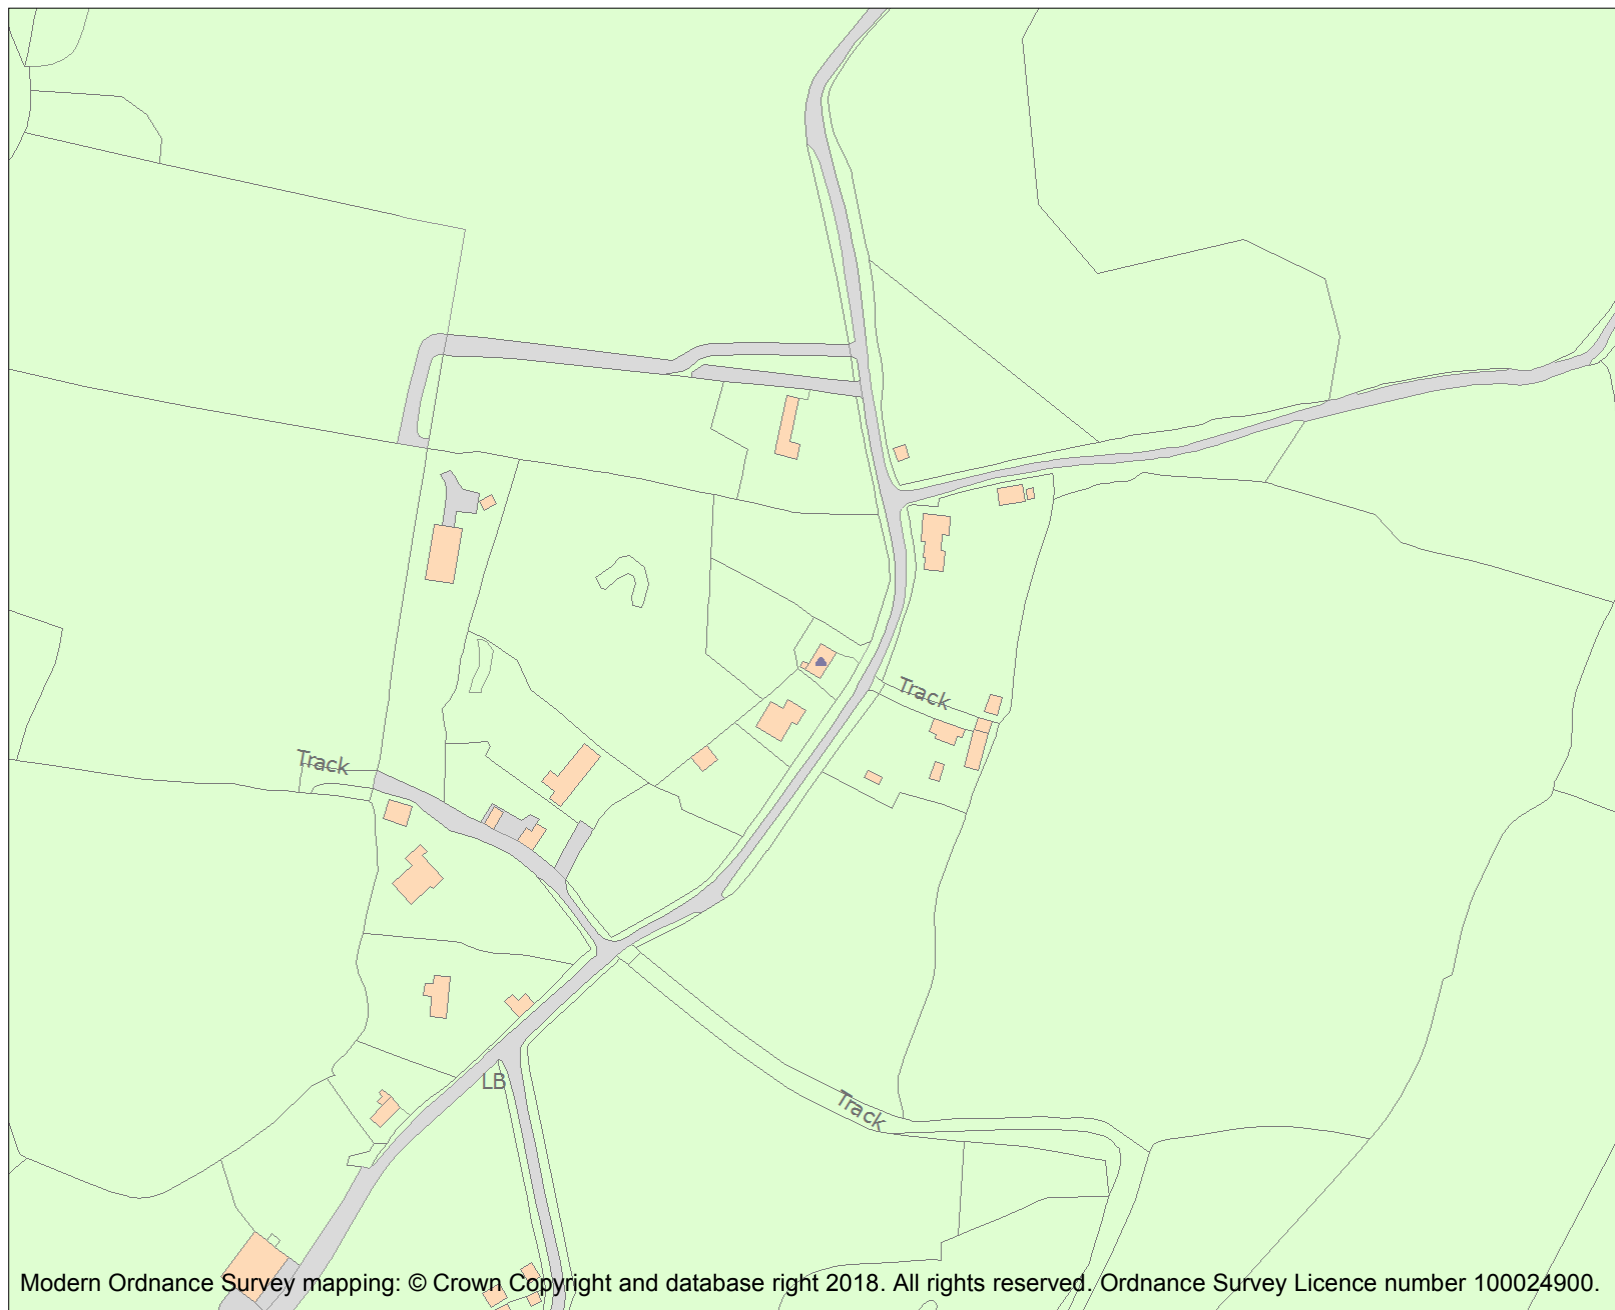 Track
Track
LB
Track
Modern Ordnance Survey mapping: © Crown Copyright and database right 2018. All rights reserved. Ordnance Survey Licence number 100024900.